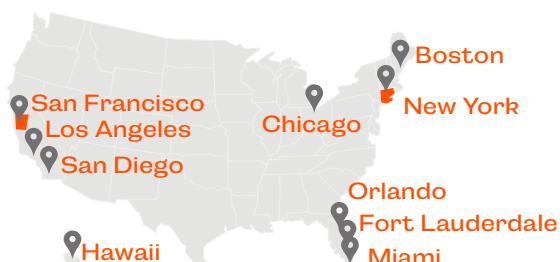 Boston
New York
San Francisco
Los Angeles
Chicago
San Diego
Orlando
Fort Lauderdale
Hawaii
Miami